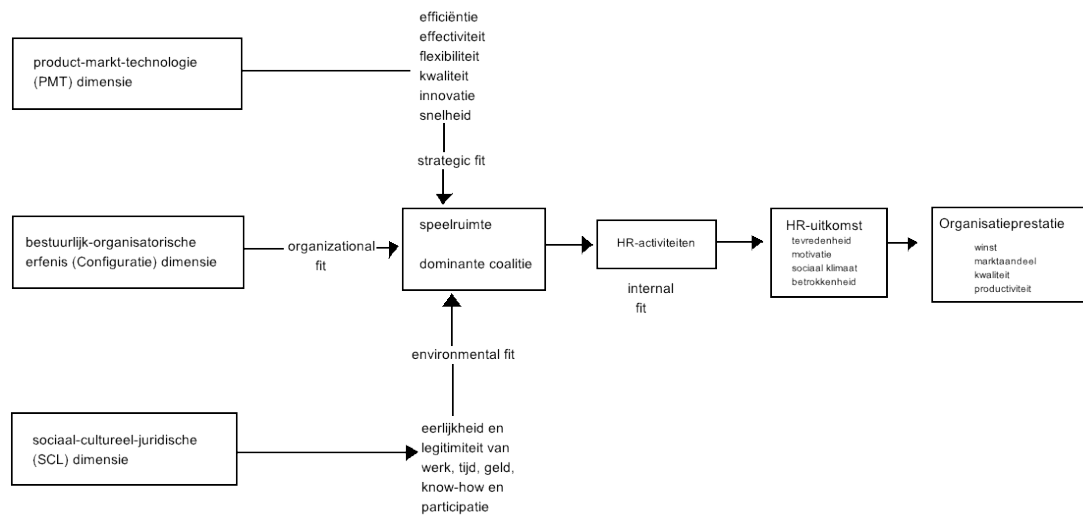 product-markt-technologie
(PMT) dimensie
efficiëntie
effectiviteit
flexibiliteit
kwaliteit
innovatie
snelheid
strategic fit
bestuurlijk-organisatorische
erfenis (Configuratie) dimensie
organizational
fit
speelruimte
dominante coalitie
HR-activiteiten
internal
fit
HR-uitkomst
tevredenheid
motivatie
sociaal klimaat
betrokkenheid
Organisatieprestatie
winst
marktaandeel
kwaliteit
productiviteit
environmental fit
sociaal-cultureel-juridische
(SCL) dimensie
eerlijkheid en
legitimiteit van
werk, tijd, geld,
know-how en
participatie